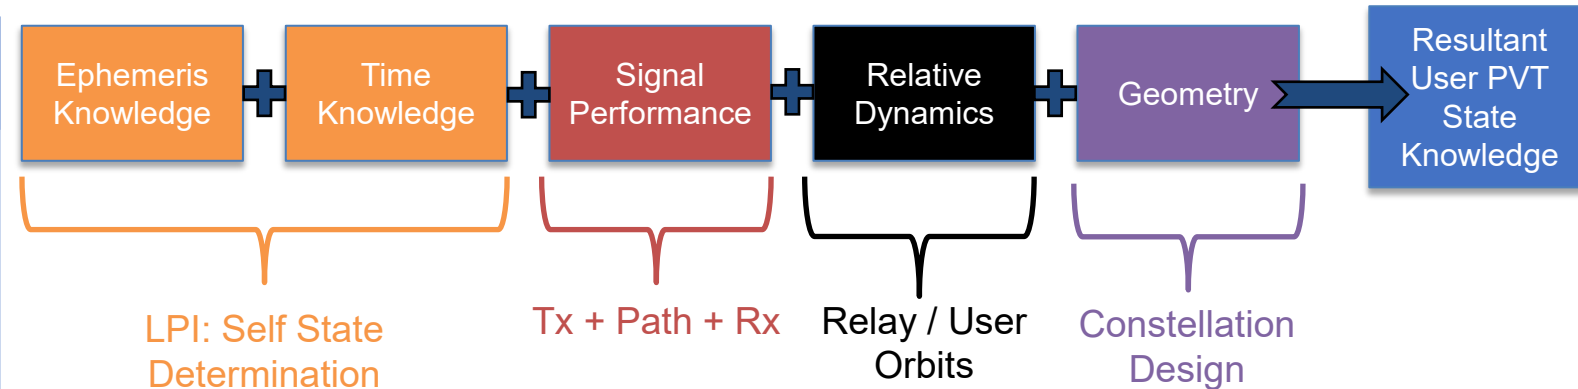 Ephemeris
Knowledge
Time
Knowledge
Signal
Performance
Relative
Dynamics
Geometry
Resultant
User PVT
State
Knowledge
LPI: Self State
Determination
Tx + Path + Rx
Relay / User
Orbits
Constellation
Design